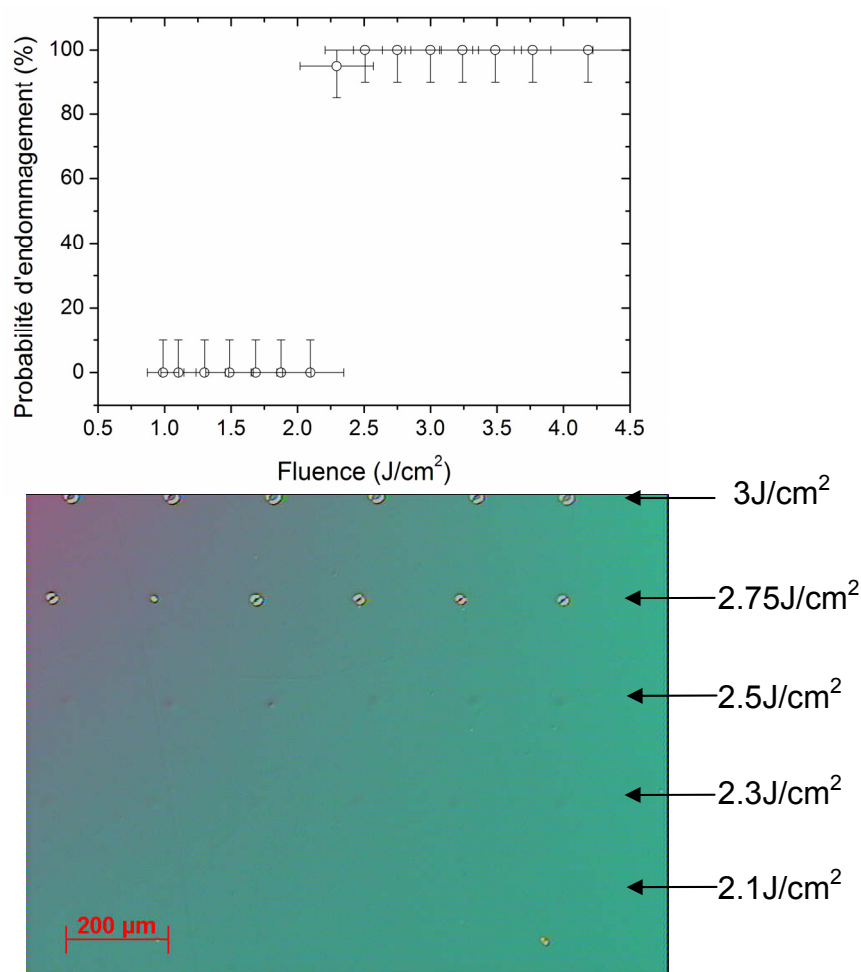 Probabilité d'endommagement (%)
100
80
60
40
20
0
0.5 1.0 1.5 2.0 2.5 3.0 3.5 4.0 4.5
Fluence (J/cm²)
3J/cm²
2.75J/cm²
2.5J/cm²
2.3J/cm²
2.1J/cm²
200 µm